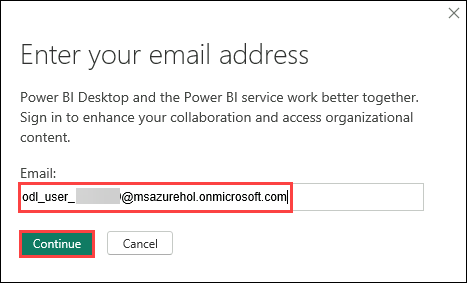 Enter your email address
Power BI Desktop and the Power BI service work better together.
Sign in to enhance your collaboration and access organizational
content.
Email:
odl_user_ @msazurehol.onmicrosoft.com
Continue Cancel